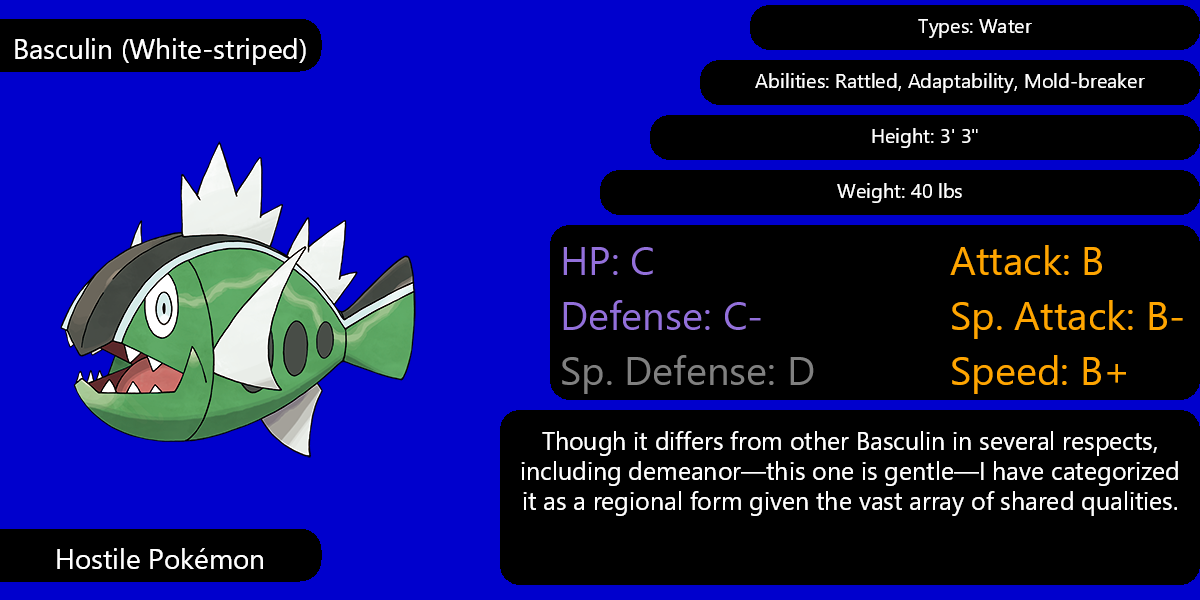 Basculin (White-striped)
Types: Water
Abilities: Rattled, Adaptability, Mold-breaker
Height: 3' 3"
Weight: 40 lbs
HP: C
Attack: B
Defense: C-
Sp. Attack: B-
Sp. Defense: D
Speed: B+
Though it differs from other Basculin in several respects,
including demeanor—this one is gentle—I have categorized
it as a regional form given the vast array of shared qualities.
Hostile Pokémon